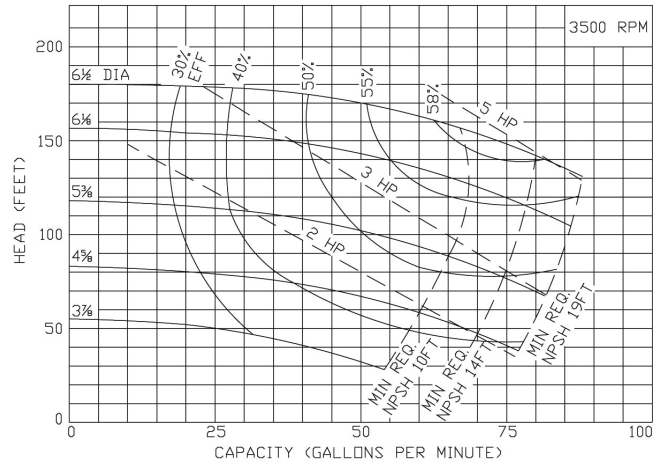 3500 RPM
200
6½ DIA
30%
EFF
40%
50%
55%
58%
5 HP
6⅛
150
3 HP
HEAD (FEET)
5⅜
2 HP
100
4⅝
3⅞
50
MIN REQ.
NPSH 10FT
MIN REQ.
NPSH 14FT
MIN REQ.
NPSH 19FT
0
0
25
50
75
100
CAPACITY (GALLONS PER MINUTE)